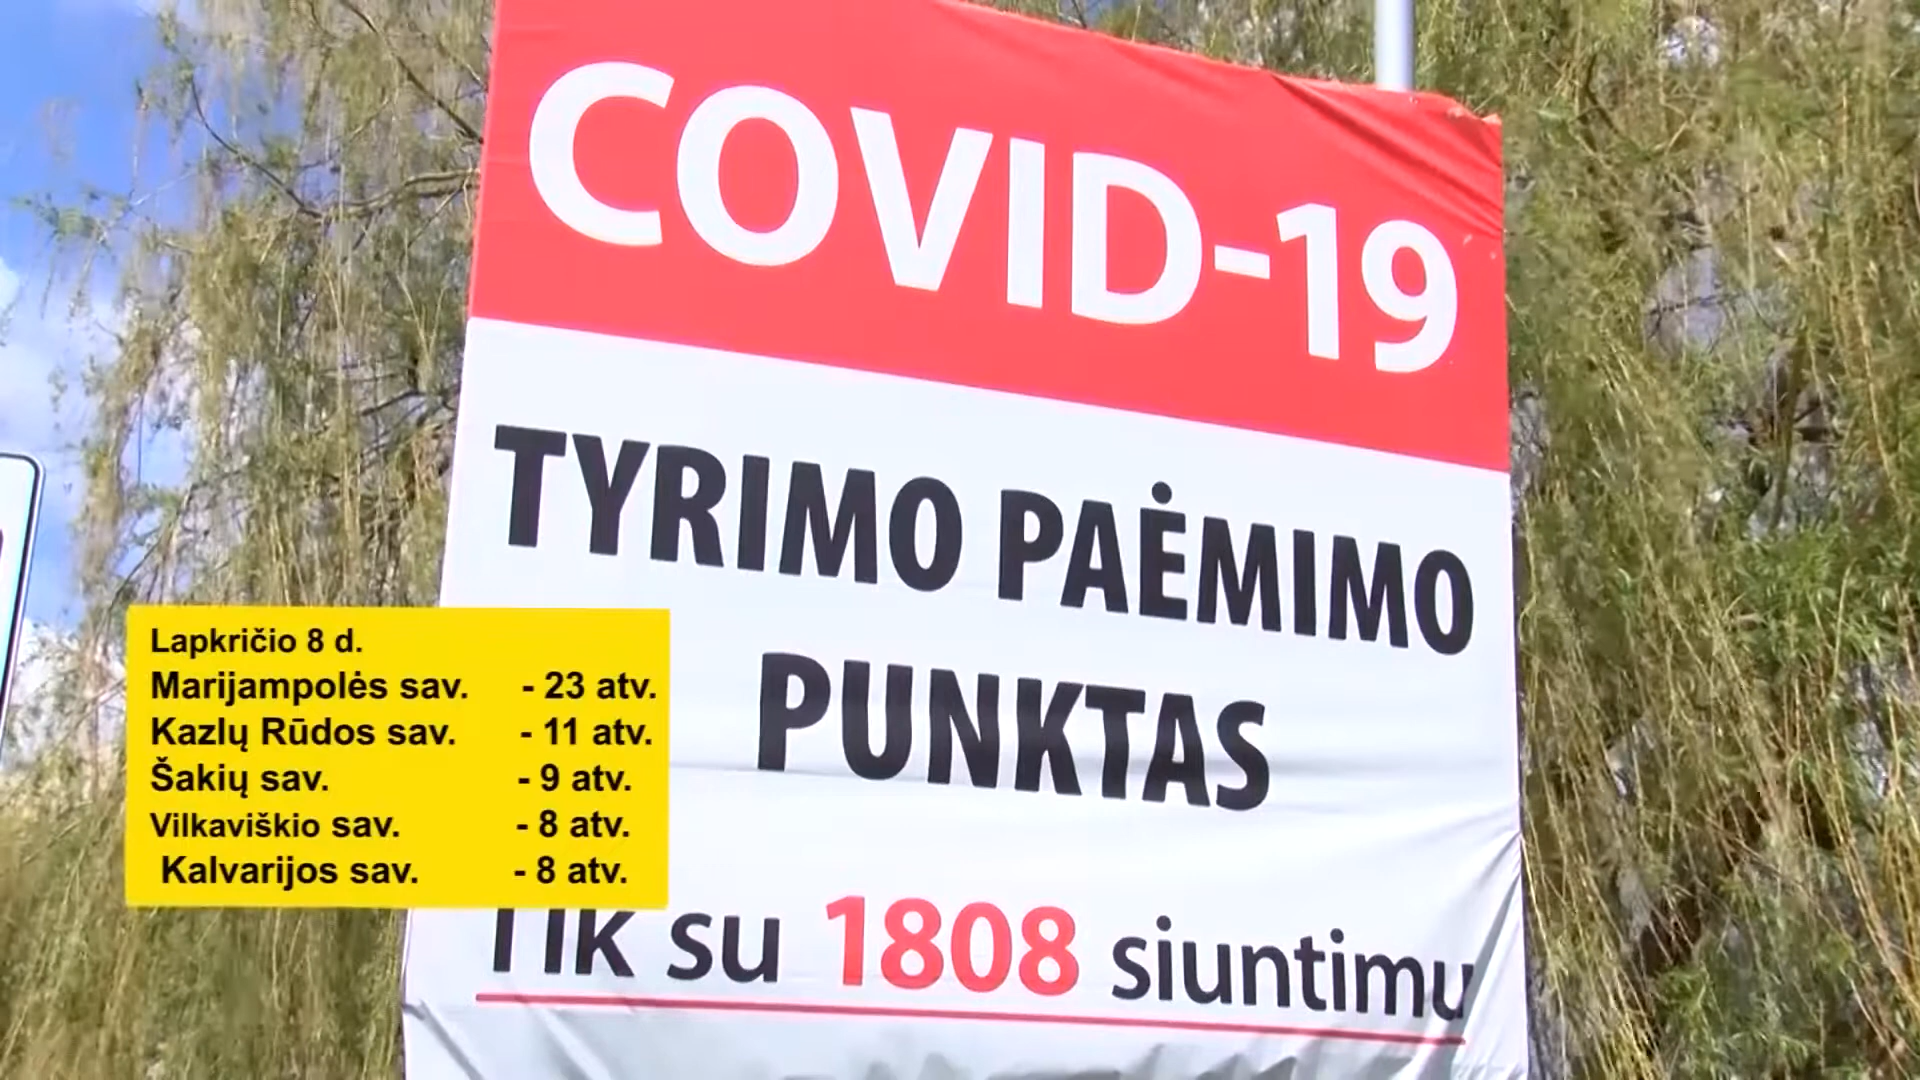 COVID-19
TYRIMO PAĖMIMO
PUNKTAS
Tik su 1808 siuntimu
Lapkričio 8 d.
Marijampolės sav. - 23 atv.
Kazlų Rūdos sav. - 11 atv.
Šakių sav. - 9 atv.
Vilkaviškio sav. - 8 atv.
Kalvarijos sav. - 8 atv.